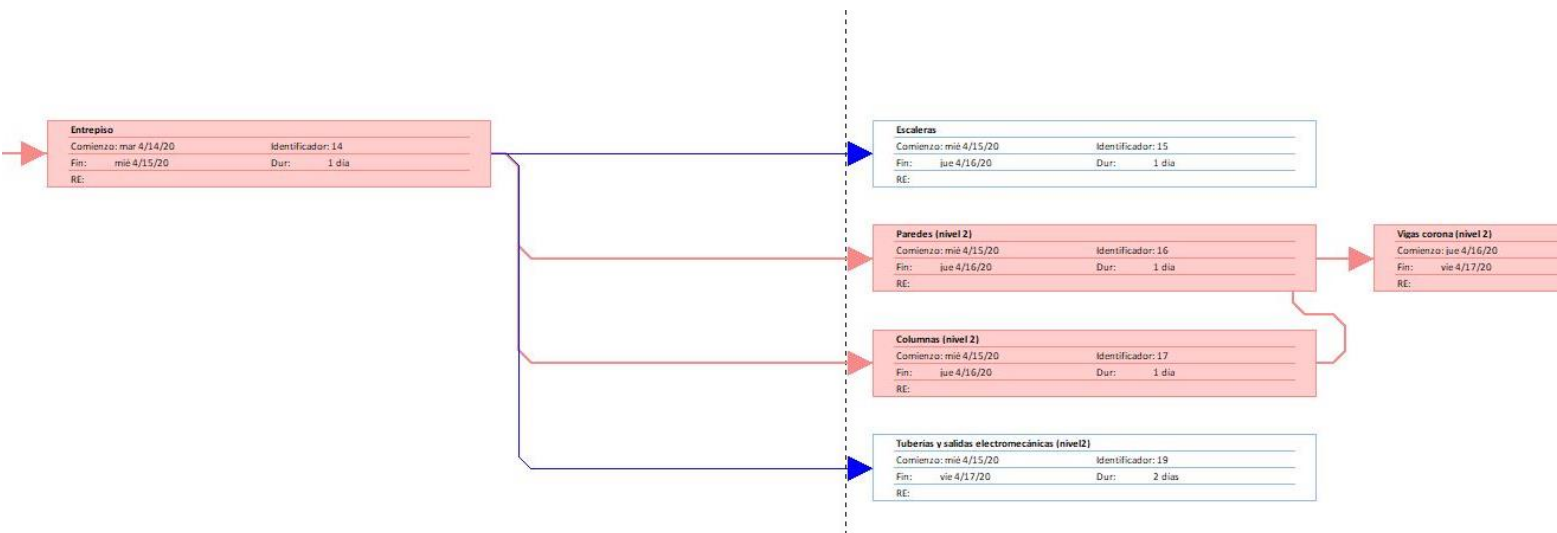 Entrepiso
Comienzo: mar 4/14/20 Identificador: 14
Fin: mié 4/15/20 Dur: 1 dia
RE:
Escaleras
Comienzo: mié 4/15/20 Identificador: 15
Fin: jue 4/16/20 Dur: 1 dia
RE:
Paredes (nivel 2)
Comienzo: mié 4/15/20 Identificador: 16
Fin: jue 4/16/20 Dur: 1 dia
RE:
Vigas corona (nivel 2)
Comienzo: jue 4/16/20
Fin: vie 4/17/20
RE:
Columnas (nivel 2)
Comienzo: mié 4/15/20 Identificador: 17
Fin: jue 4/16/20 Dur: 1 dia
RE:
Tuberías y salidas electromecánicas (nivel2)
Comienzo: mié 4/15/20 Identificador: 19
Fin: vie 4/17/20 Dur: 2 dias
RE: